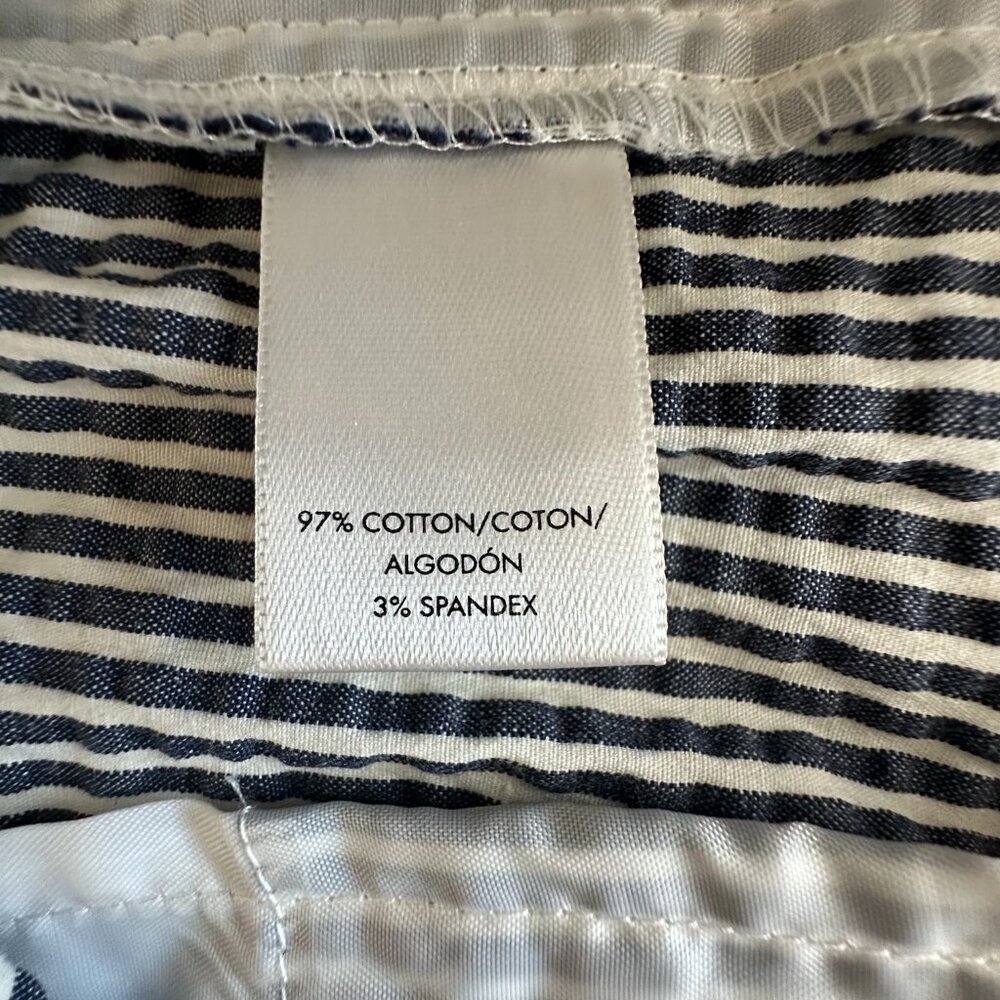 97% COTTON/COTON/
ALGODÓN
3% SPANDEX